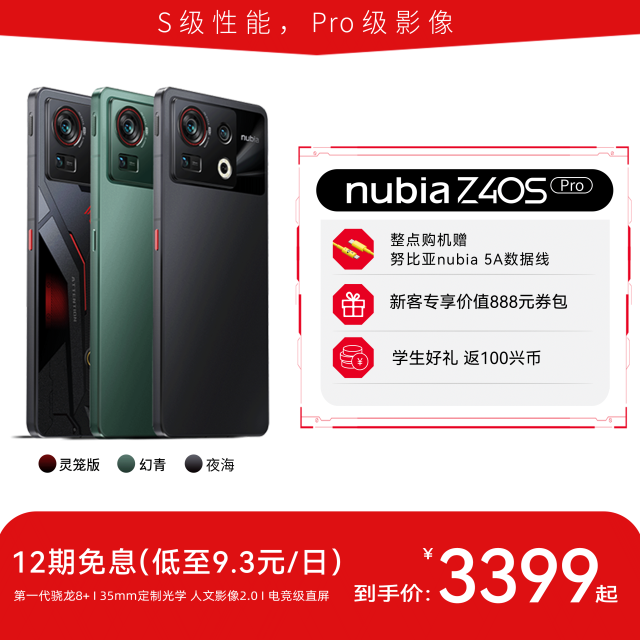 S级性能，Pro级影像
nubia
nubia Z40S Pro
整点购机赠
努比亚nubia 5A数据线
新客专享价值888元券包
学生好礼 返100兴币
灵笼版
幻青
夜海
12期免息(低至9.3元/日)
第一代骁龙8+ I 35mm定制光学 人文影像2.0 I 电竞级直屏
到手价: ¥3399起